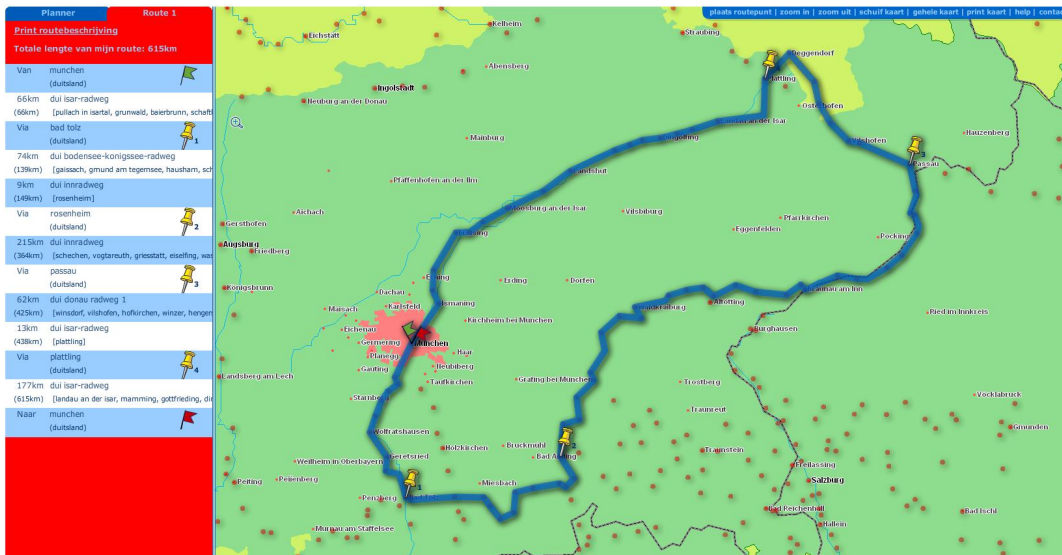 Planner
Route 1
plaats routepunt | zoom in | zoom uit | schuif kaart | gehele kaart | print kaart | help |
Print routebeschrijving
Totale lengte van mijn route: 615km
Van munchen
(duitsland)
66km dui isar-radweg
(66km) [pullach in isartal, grunwald, baierbrunn,
Via bad tolz
(duitsland) 1
74km dui bodensee-konigssee-radweg
(139km) [gaissach, gmund am tegernsee, hausham, sch
9km dui innradweg
(149km) [rosenheim]
Via rosenheim
(duitsland) 2
215km dui innradweg
(364km) [schechen, vogtareuth, griesstatt, eiselfing, was
Via passau
(duitsland) 3
62km dui donau radweg 1
(425km) [winsdorf, vilshofen, hofkirchen, winzer,
13km dui isar-radweg
(438km) [plattling]
Via plattling
(duitsland) 4
177km dui isar-radweg
(615km) [landau an der isar, mamming, gottfrieding,
Naar munchen
(duitsland)
Kelheim
Eichstatt
Straubing
Deggendorf
Abensberg
Ingolstadt
Neuburg an der Donau
Osterhofen
Mainburg
Hauzenberg
Vilshofen
3
Passau
Landshut
Pfaffenhofen an der Ilm
Moosburg an der Isar
Vilsbiburg
Aichach
Pfarrkirchen
Gersthofen
Eggenfelden
Pocking
Augsburg
Friedberg
Erding
Dorfen
Konigsbrunn
Dachau
Ismaning
Altotting
Maisach
Karlsfeld
Kirchheim bei Munchen
Ried im Innkreis
Eichenau
Burghausen
Germering
Munchen
Haar
Planegg
Neubiberg
Gauting
Taufkirchen
Grafing bei Munchen
Landsberg am Lech
Trostberg
Starnberg
Vocklabruck
Traunreut
Gmunden
Wolfratshausen
Holzkirchen
Bruckmuhl
2
Traunstein
Geretsried
Weilheim in Oberbayern
Freilassing
Peiting
Peißenberg
Miesbach
Salzburg
1
Penzberg
Bad Reichenhall
Bad Ischl
Murnau am Staffelsee
Hallein